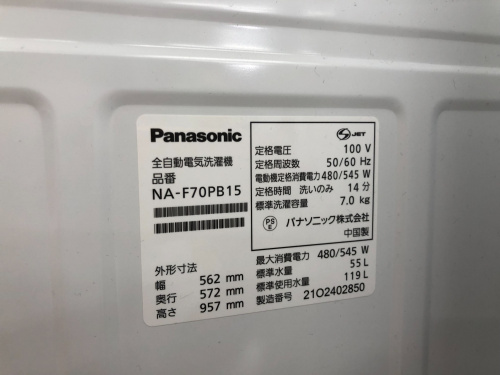 Panasonic
全自動電気洗濯機
品番
NA-F70PB15
外形寸法
幅 562 mm
奥行 572 mm
高さ 957 mm
S JET
定格電圧 100 V
定格周波数 50/60 Hz
電動機定格消費電力 480/545 W
定格時間 洗いのみ 14 分
標準洗濯容量 7.0 kg
PS E パナソニック株式会社
中国製
最大消費電力 480/545 W
標準水量 55 L
標準使用水量 119 L
製造番号 21O2402850